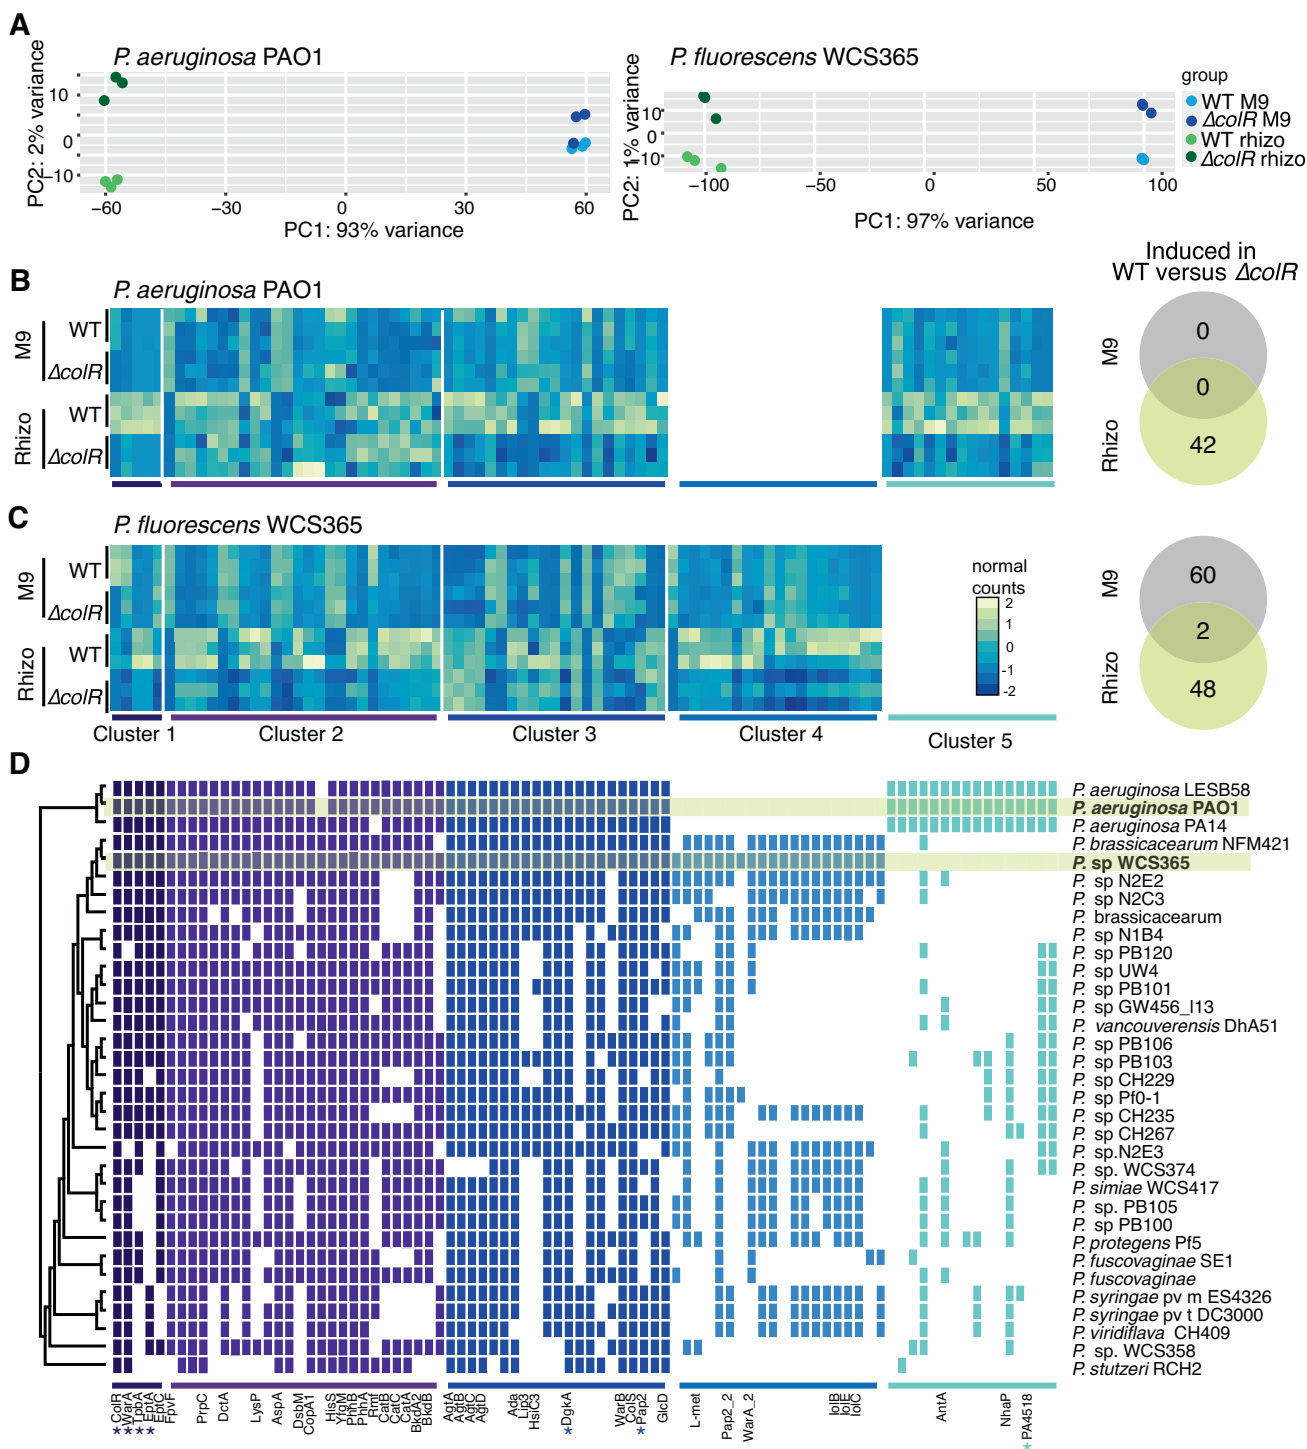 A
P. aeruginosa PAO1
PC2: 2% variance
10
0
−10
−60
−30
0
30
60
PC1: 93% variance
P. fluorescens WCS365
PC2: 1% variance
10
0
−10
−100
−50
0
50
100
PC1: 97% variance
group
WT M9
ΔcolR M9
WT rhizo
ΔcolR rhizo
B
P. aeruginosa PAO1
M9
WT
ΔcolR
Rhizo
WT
ΔcolR
Induced in
WT versus ΔcolR
M9
0
0
Rhizo
42
C
P. fluorescens WCS365
M9
WT
ΔcolR
Rhizo
WT
ΔcolR
normal
counts
2
1
0
-1
-2
M9
60
2
Rhizo
48
Cluster 1
Cluster 2
Cluster 3
Cluster 4
Cluster 5
D
P. aeruginosa LESB58
P. aeruginosa PAO1
P. aeruginosa PA14
P. brassicacearum NFM421
P. sp WCS365
P. sp N2E2
P. sp N2C3
P. brassicacearum
P. sp N1B4
P. sp PB120
P. sp UW4
P. sp PB101
P. sp GW456_I13
P. vancouverensis DhA51
P. sp PB106
P. sp PB103
P. sp CH229
P. sp Pf0-1
P. sp CH235
P. sp CH267
P. sp.N2E3
P. sp. WCS374
P. simiae WCS417
P. sp. PB105
P. sp PB100
P. protegens Pf5
P. fuscovaginae SE1
P. fuscovaginae
P. syringae pv m ES4326
P. syringae pv t DC3000
P. viridiflava CH409
P. sp. WCS358
P. stutzeri RCH2
*ColR
*WarA
*TpbA
*EptA
EptC
FpvF
PrpC
DctA
LysP
AspA
DsbM
CopA1
HisS
YfgM
PhhB
PhhA
Rmf
CatB
CatC
CatA
BkdA2
BkdB
AgtA
AgtB
AgtC
AgtD
Ada
Lip3
HsiC3
*DgkA
WarB
ColS
*Pap2
GlcD
L-met
Pap2_2
WarA_2
IolB
IolE
IolC
AntA
NhaP
*PA4518